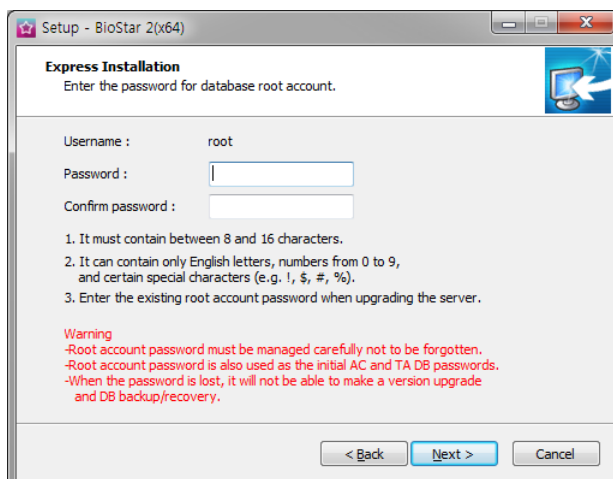 Setup - BioStar 2(x64)
Express Installation
Enter the password for database root account.
Username : root
Password :
Confirm password :
1. It must contain between 8 and 16 characters.
2. It can contain only English letters, numbers from 0 to 9,
and certain special characters (e.g. !, $, #, %).
3. Enter the existing root account password when upgrading the server.
Warning
-Root account password must be managed carefully not to be forgotten.
-Root account password is also used as the initial AC and TA DB passwords.
-When the password is lost, it will not be able to make a version upgrade
and DB backup/recovery.
< Back Next > Cancel